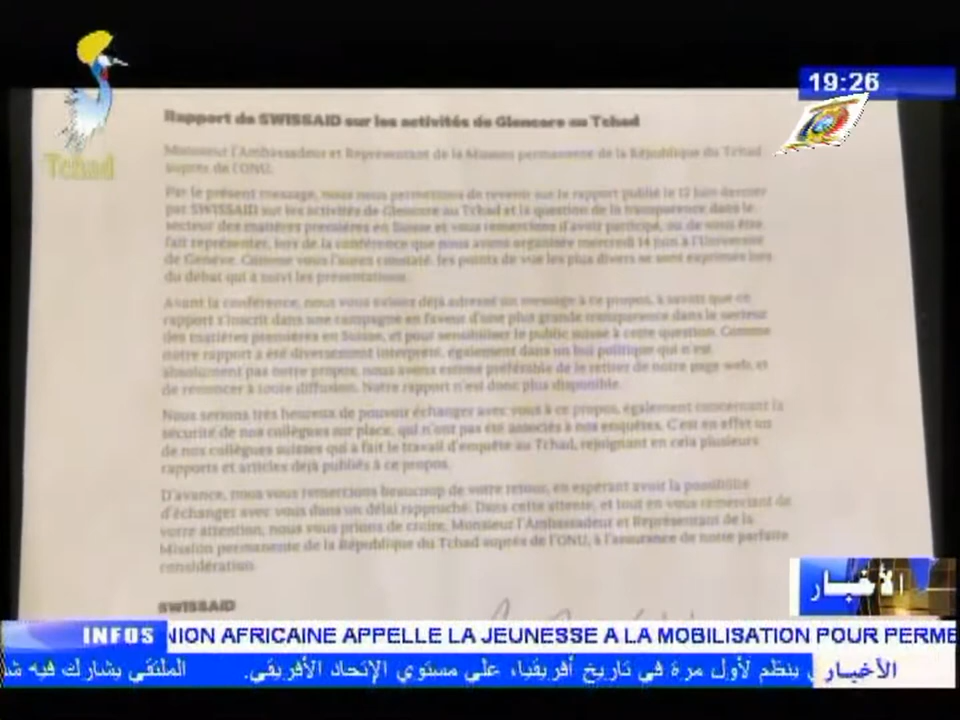 19:26
Tchad
Rapport de SWISSAID sur les activités de Glencore au Tchad
Monsieur l'Ambassadeur et Représentant de la Mission permanente de la République du Tchad
auprès de l'ONU,
Par le présent message, nous nous permettons de revenir sur le rapport publié le 12 juin dernier
par SWISSAID sur les activités de Glencore au Tchad et la question de la transparence dans le
secteur des matières premières en Suisse et vous remercions d'avoir participé, ou de vous être
fait représenter, lors de la conférence que nous avons organisée mercredi 14 juin à l'Université
de Genève. Comme vous l'aurez constaté, les points de vue les plus divers se sont exprimés lors
du débat qui a suivi les présentations.
Avant la conférence, nous vous avions déjà adressé un message à ce propos, à savoir que ce
rapport s'inscrit dans une campagne en faveur d'une plus grande transparence dans le secteur
des matières premières en Suisse, et pour sensibiliser le public suisse à cette question. Comme
notre rapport a été diversement interprété, également dans un but politique qui n'est
absolument pas notre propos, nous avons estimé préférable de le retirer de notre page web, et
de renoncer à toute diffusion. Notre rapport n'est donc plus disponible.
Nous serions très heureux de pouvoir échanger avec vous à ce propos, également concernant la
sécurité de nos collègues sur place, qui n'ont pas été associés à nos enquêtes. C'est en effet un
de nos collègues suisses qui a fait le travail d'enquête au Tchad, rejoignant en cela plusieurs
rapports et articles déjà publiés à ce propos.
D'avance, nous vous remercions beaucoup de votre retour, en espérant avoir la possibilité
d'échanger avec vous dans un délai rapproché. Dans cette attente, et tout en vous remerciant de
votre attention, nous vous prions de croire, Monsieur l'Ambassadeur et Représentant de la
Mission permanente de la République du Tchad auprès de l'ONU, à l'assurance de notre parfaite
considération.
SWISSAID
الأخبار
INFOS NION AFRICAINE APPELLE LA JEUNESSE A LA MOBILISATION POUR PERME
الأخبار ينظم لأول مرة في تاريخ أفريقيا، على مستوي الإتحاد الأفريقي. الملتقي يشارك فيه